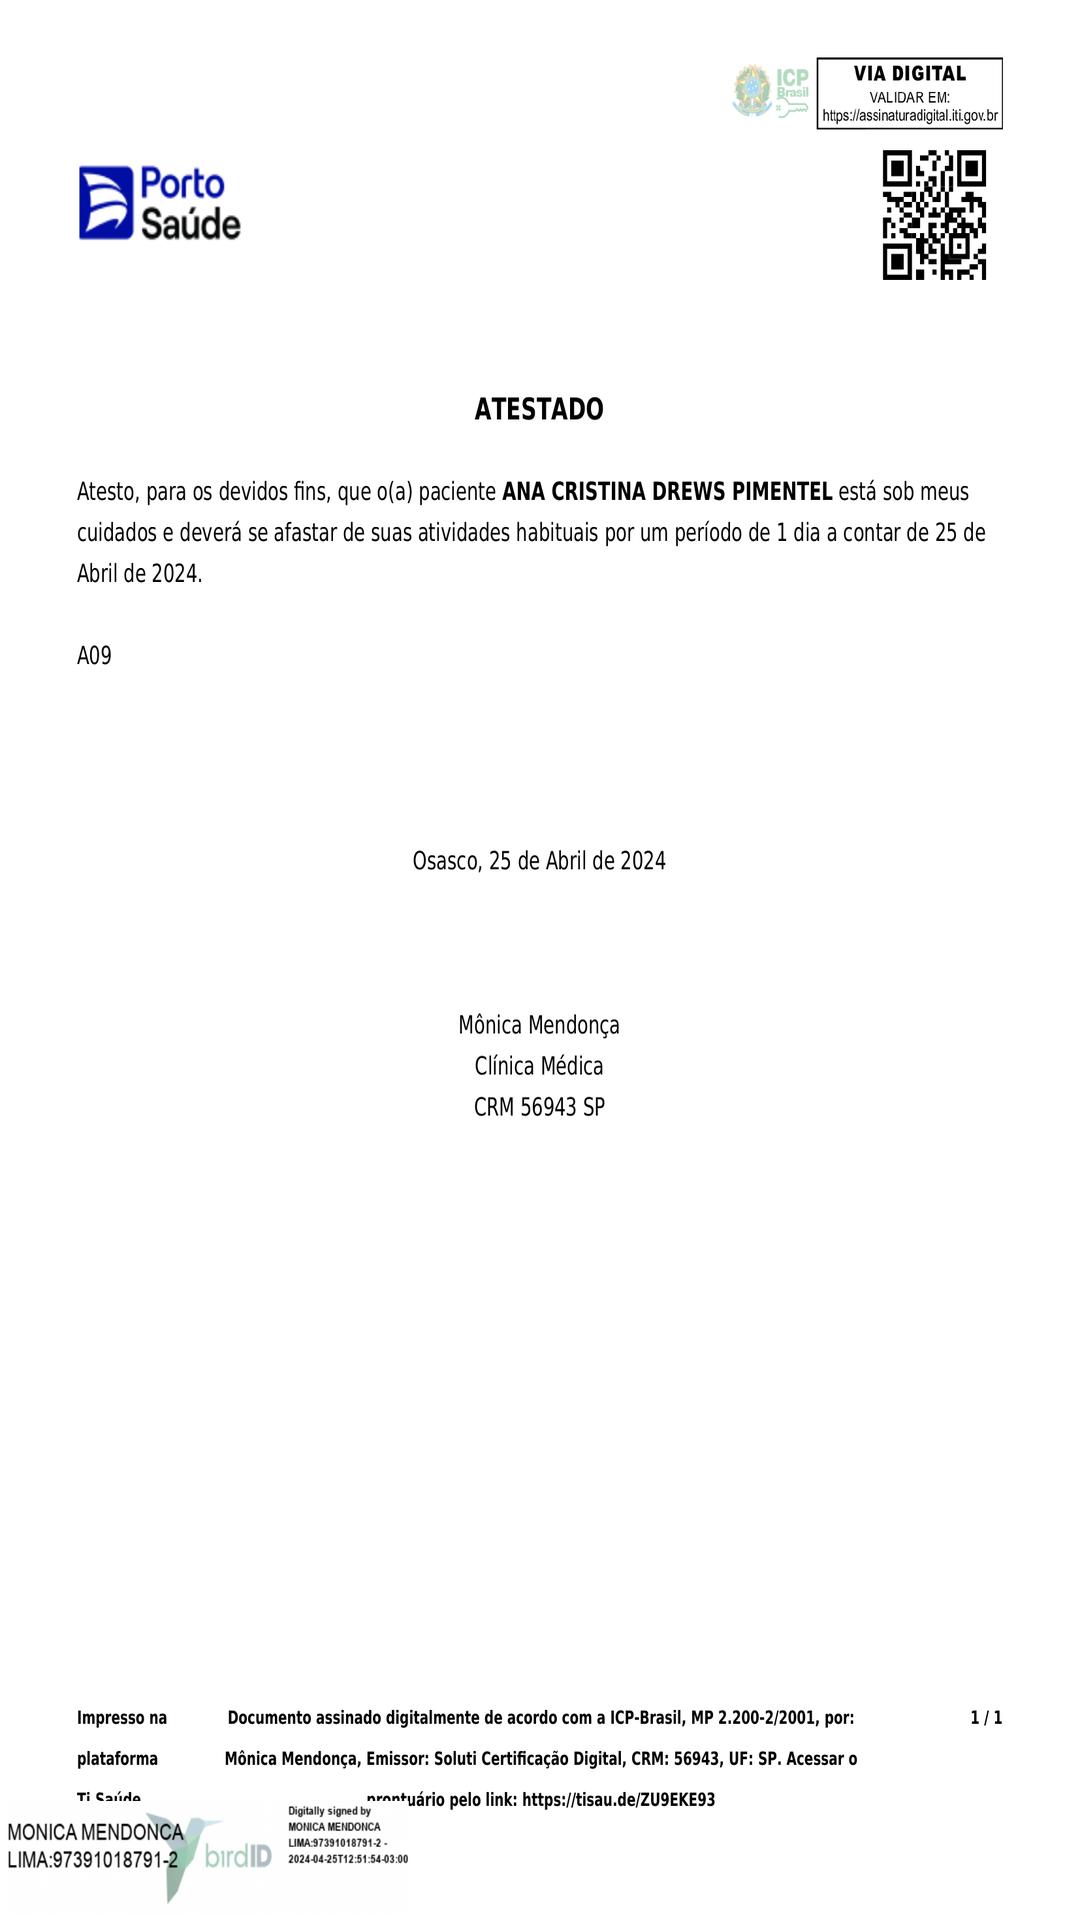 ICP
Brasil
VIA DIGITAL
VALIDAR EM:
https://assinaturadigital.iti.gov.br
Porto
Saúde
ATESTADO
Atesto, para os devidos fins, que o(a) paciente ANA CRISTINA DREWS PIMENTEL está sob meus
cuidados e deverá se afastar de suas atividades habituais por um período de 1 dia a contar de 25 de
Abril de 2024.
A09
Osasco, 25 de Abril de 2024
Mônica Mendonça
Clínica Médica
CRM 56943 SP
Impresso na Documento assinado digitalmente de acordo com a ICP-Brasil, MP 2.200-2/2001, por: 1 / 1
plataforma Mônica Mendonça, Emissor: Soluti Certificação Digital, CRM: 56943, UF: SP. Acessar o
Ti Saúde prontuário pelo link: https://tisau.de/ZU9EKE93
MONICA MENDONCA
LIMA:97391018791-2
birdID
Digitally signed by
MONICA MENDONCA
LIMA:97391018791-2 -
2024-04-25T12:51:54-03:00